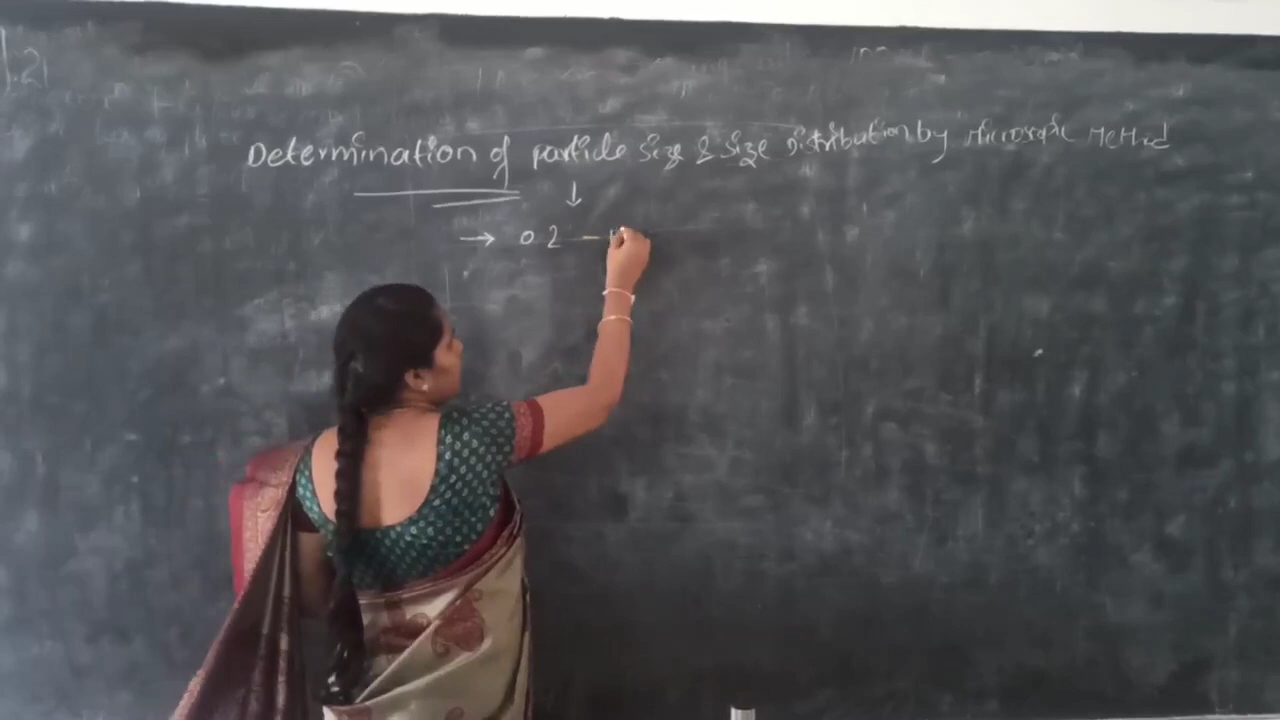 Determination of particle size & size Distribution by Microscopic Method
↓
→ 0.2 –